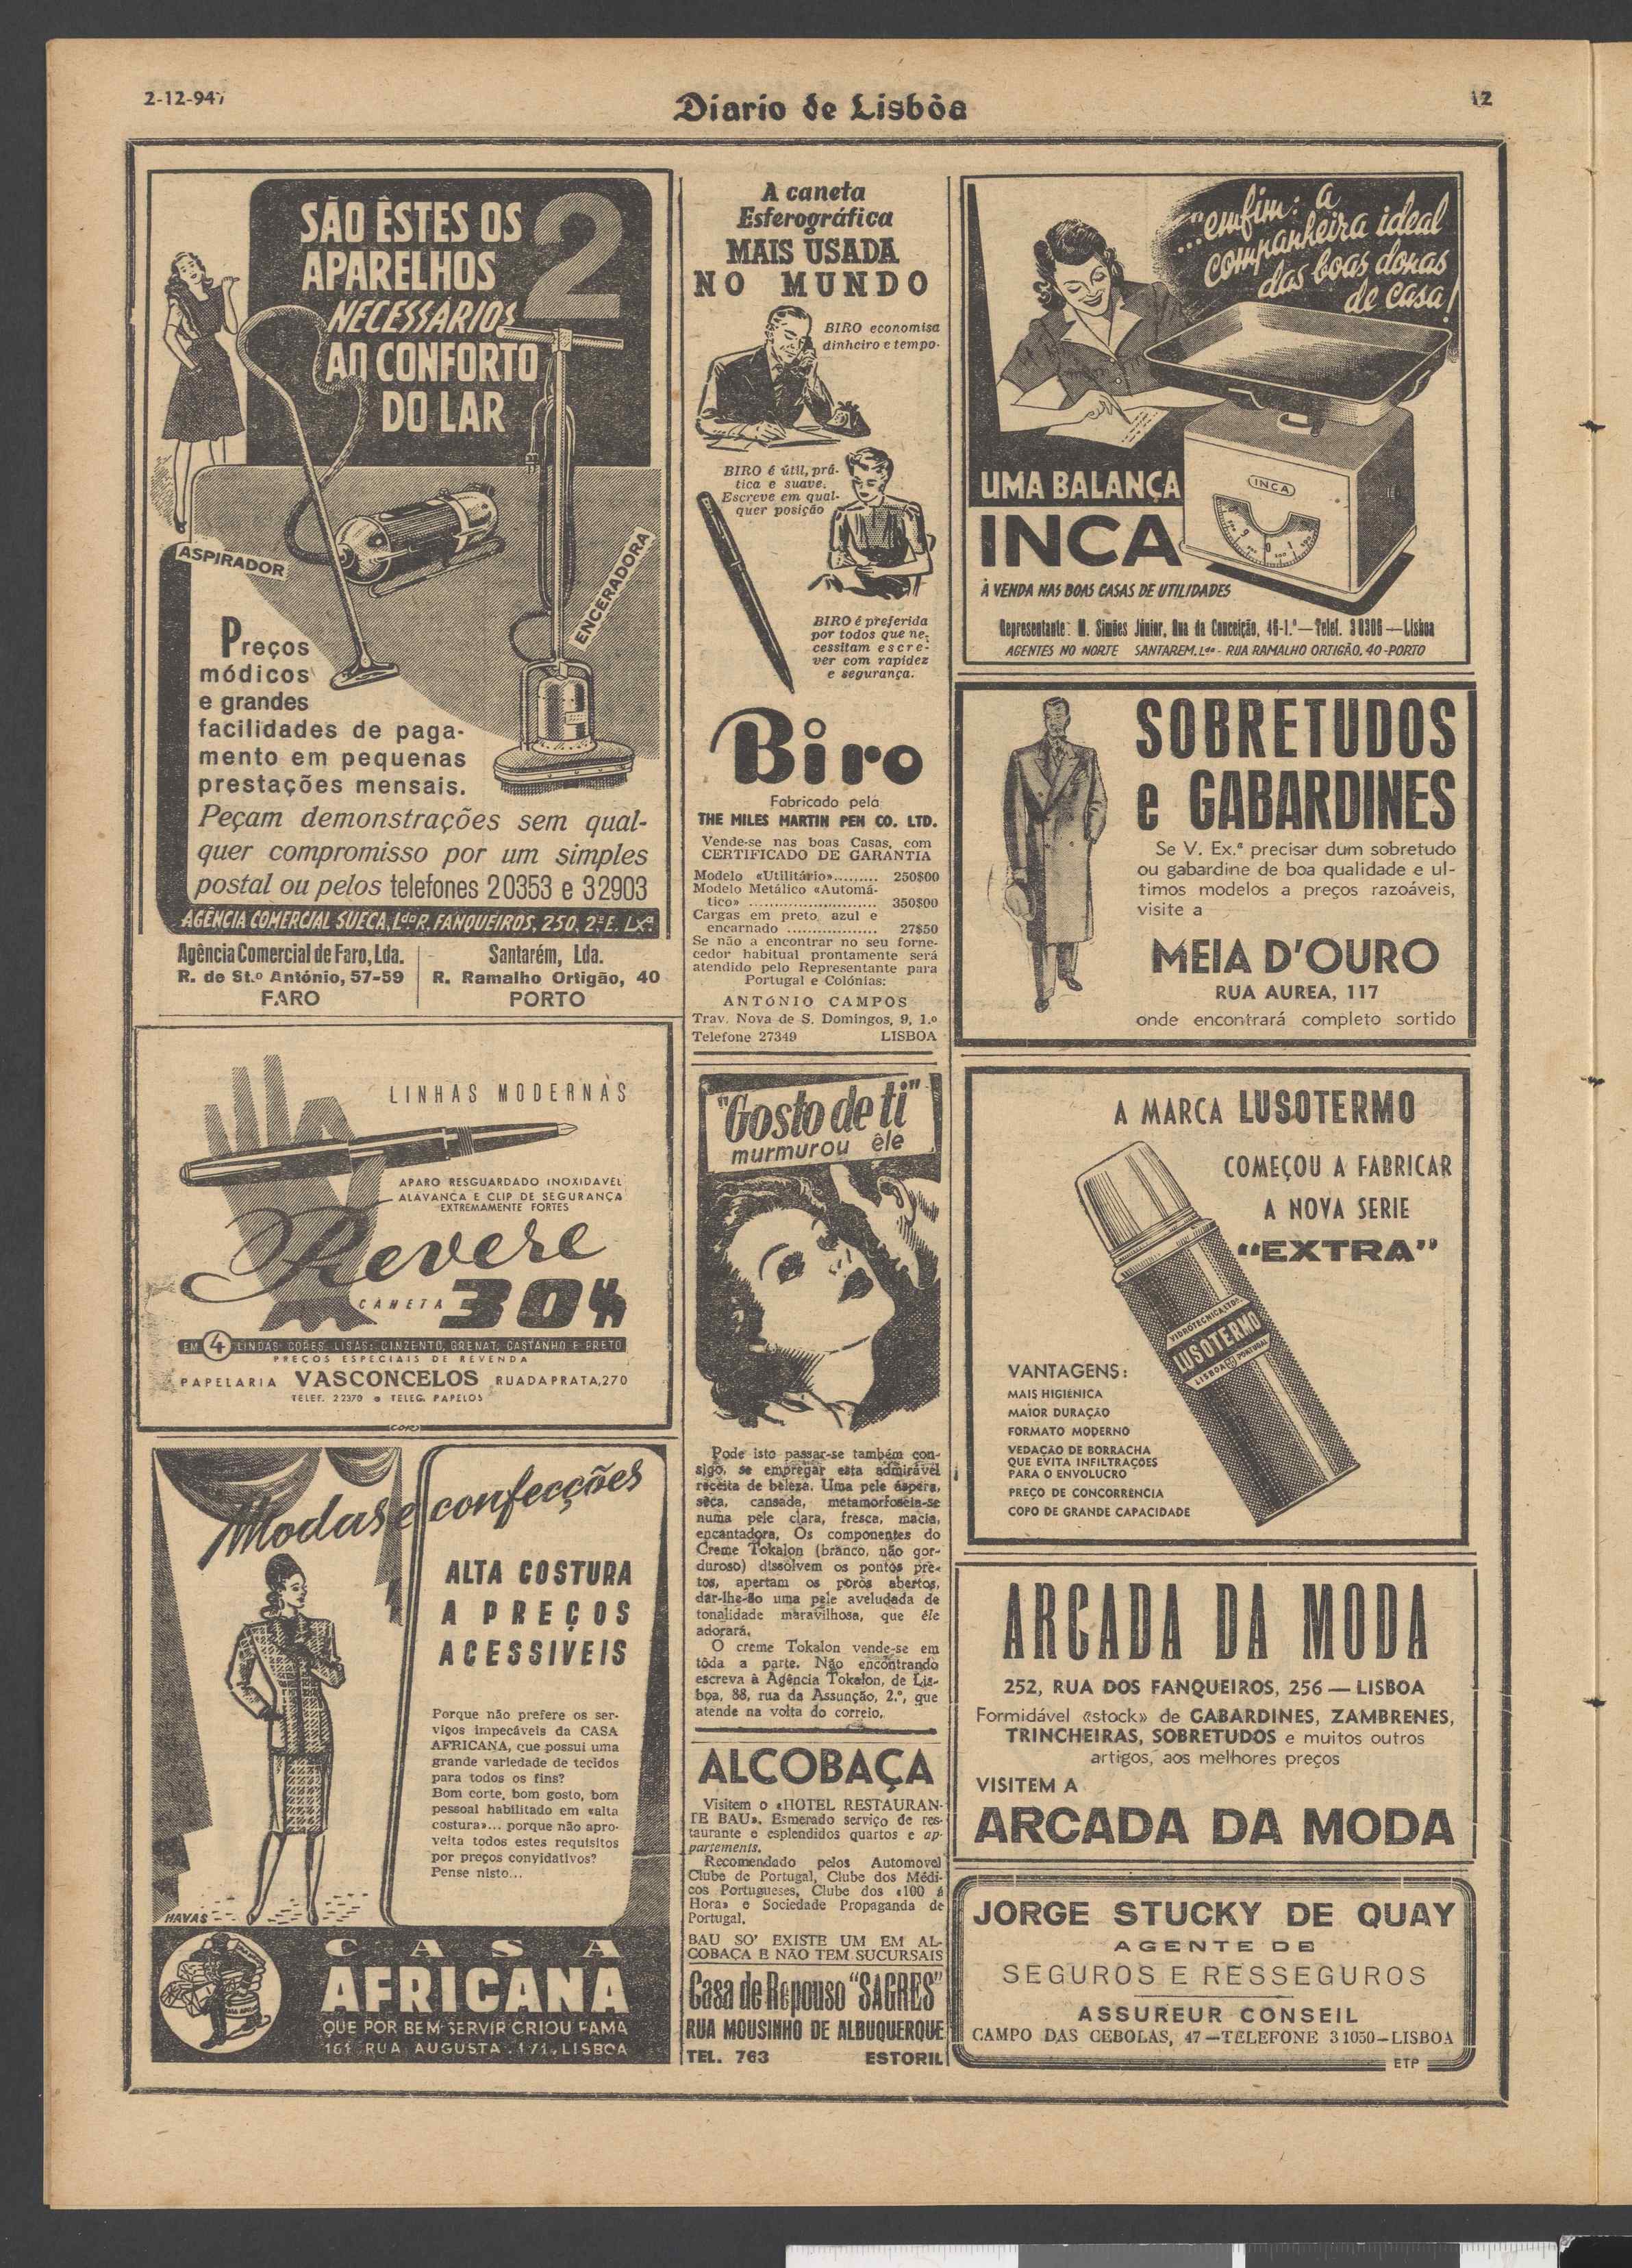 2-12-947
Diario de Lisbôa
12
SÃO ÊSTES OS 2
APARELHOS
NECESSÁRIOS
AO CONFORTO
DO LAR
ASPIRADOR
ENCERADORA
Preços
módicos
e grandes
facilidades de paga-
mento em pequenas
prestações mensais.
Peçam demonstrações sem qual-
quer compromisso por um simples
postal ou pelos telefones 20353 e 32903
AGÊNCIA COMERCIAL SUECA, Lda R. FANQUEIROS, 250, 2º E. LXª
Agência Comercial de Faro, Lda.
R. de St.º António, 57-59
FARO
Santarém, Lda.
R. Ramalho Ortigão, 40
PORTO
LINHAS MODERNAS
APARO RESGUARDADO INOXIDAVEL
ALAVANCA E CLIP DE SEGURANÇA
EXTREMAMENTE FORTES
Revere
CANETA 304
EM 4 LINDAS CORES LISAS: CINZENTO, GRENAT, CASTANHO E PRETO
PREÇOS ESPECIAIS DE REVENDA
PAPELARIA VASCONCELOS RUA DA PRATA, 270
TELEF. 22370 • TELEG. PAPELOS
Modas e confecções
ALTA COSTURA
A PREÇOS
ACESSIVEIS
Porque não prefere os ser-
viços impecáveis da CASA
AFRICANA, que possui uma
grande variedade de tecidos
para todos os fins?
Bom corte, bom gosto, bom
pessoal habilitado em «alta
costura»... porque não apro-
veita todos estes requisitos
por preços convidativos?
Pense nisto...
HAVAS
CASA
AFRICANA
QUE POR BEM SERVIR CRIOU FAMA
161 RUA AUGUSTA . 171, LISBOA
A caneta
Esferográfica
MAIS USADA
NO MUNDO
BIRO economisa
dinheiro e tempo.
BIRO é útil, prá-
tica e suave.
Escreve em qual-
quer posição
BIRO é preferida
por todos que ne-
cessitam escre-
ver com rapidez
e segurança.
Biro
Fabricado pela
THE MILES MARTIN PEN CO. LTD.
Vende-se nas boas Casas, com
CERTIFICADO DE GARANTIA
Modelo «Utilitário»......... 250$00
Modelo Metálico «Automá-
tico» ......................... 350$00
Cargas em preto, azul e
encarnado .................. 27$50
Se não a encontrar no seu forne-
cedor habitual prontamente será
atendido pelo Representante para
Portugal e Colónias:
ANTÓNIO CAMPOS
Trav. Nova de S. Domingos, 9, 1.º
Telefone 27349 LISBOA
"Gosto de ti"
murmurou êle
Pode isto passar-se também con-
sigo, se empregar esta admirável
receita de beleza. Uma pele áspera,
sêca, cansada, metamorfoseia-se
numa pele clara, fresca, macia,
encantadora. Os componentes do
Creme Tokalon (branco, não gor-
duroso) dissolvem os pontos pre-
tos, apertam os poros abertos,
dar-lhe-ão uma pele aveludada de
tonalidade maravilhosa, que êle
adorará.
O creme Tokalon vende-se em
tôda a parte. Não encontrando
escreva à Agência Tokalon, de Lis-
boa, 88, rua da Assunção, 2.º, que
atende na volta do correio.
ALCOBAÇA
Visitem o «HOTEL RESTAURAN-
TE BAU». Esmerado serviço de res-
taurante e esplendidos quartos e ap-
partements.
Recomendado pelos Automovel
Clube de Portugal, Clube dos Médi-
cos Portugueses, Clube dos «100 á
Hora» e Sociedade Propaganda de
Portugal.
BAU SO' EXISTE UM EM AL-
COBAÇA E NÃO TEM SUCURSAIS
Casa de Repouso "SAGRES"
RUA MOUSINHO DE ALBUQUERQUE
TEL. 763 ESTORIL
...emfim: a
companheira ideal
das boas donas
de casa!
UMA BALANÇA
INCA
INCA
À VENDA NAS BOAS CASAS DE UTILIDADES
Representante: M. Simões Júnior, Rua da Conceição, 46-1.º — Telef. 30306 — Lisboa
AGENTES NO NORTE SANTAREM, Lda - RUA RAMALHO ORTIGÃO, 40 - PORTO
SOBRETUDOS
e GABARDINES
Se V. Ex.ª precisar dum sobretudo
ou gabardine de boa qualidade e ul-
timos modelos a preços razoáveis,
visite a
MEIA D'OURO
RUA AUREA, 117
onde encontrará completo sortido
A MARCA LUSOTERMO
COMEÇOU A FABRICAR
A NOVA SERIE
"EXTRA"
VIDROTECNICA, LTDA.
LUSOTERMO
LISBOA PORTUGAL
VANTAGENS:
MAIS HIGIÉNICA
MAIOR DURAÇÃO
FORMATO MODERNO
VEDAÇÃO DE BORRACHA
QUE EVITA INFILTRAÇÕES
PARA O ENVOLUCRO
PREÇO DE CONCORRENCIA
COPO DE GRANDE CAPACIDADE
ARCADA DA MODA
252, RUA DOS FANQUEIROS, 256 — LISBOA
Formidável «stock» de GABARDINES, ZAMBRENES,
TRINCHEIRAS, SOBRETUDOS e muitos outros
artigos, aos melhores preços
VISITEM A
ARCADA DA MODA
JORGE STUCKY DE QUAY
AGENTE DE
SEGUROS E RESSEGUROS
ASSUREUR CONSEIL
CAMPO DAS CEBOLAS, 47 — TELEFONE 31050 — LISBOA
ETP